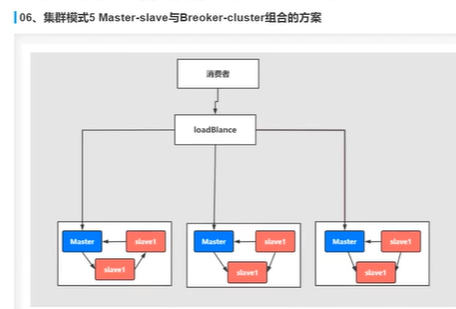 06、集群模式5 Master-slave与Breoker-cluster组合的方案
消费者
loadBlance
Master
slave1
slave1
Master
slave1
slave1
Master
slave1
slave1